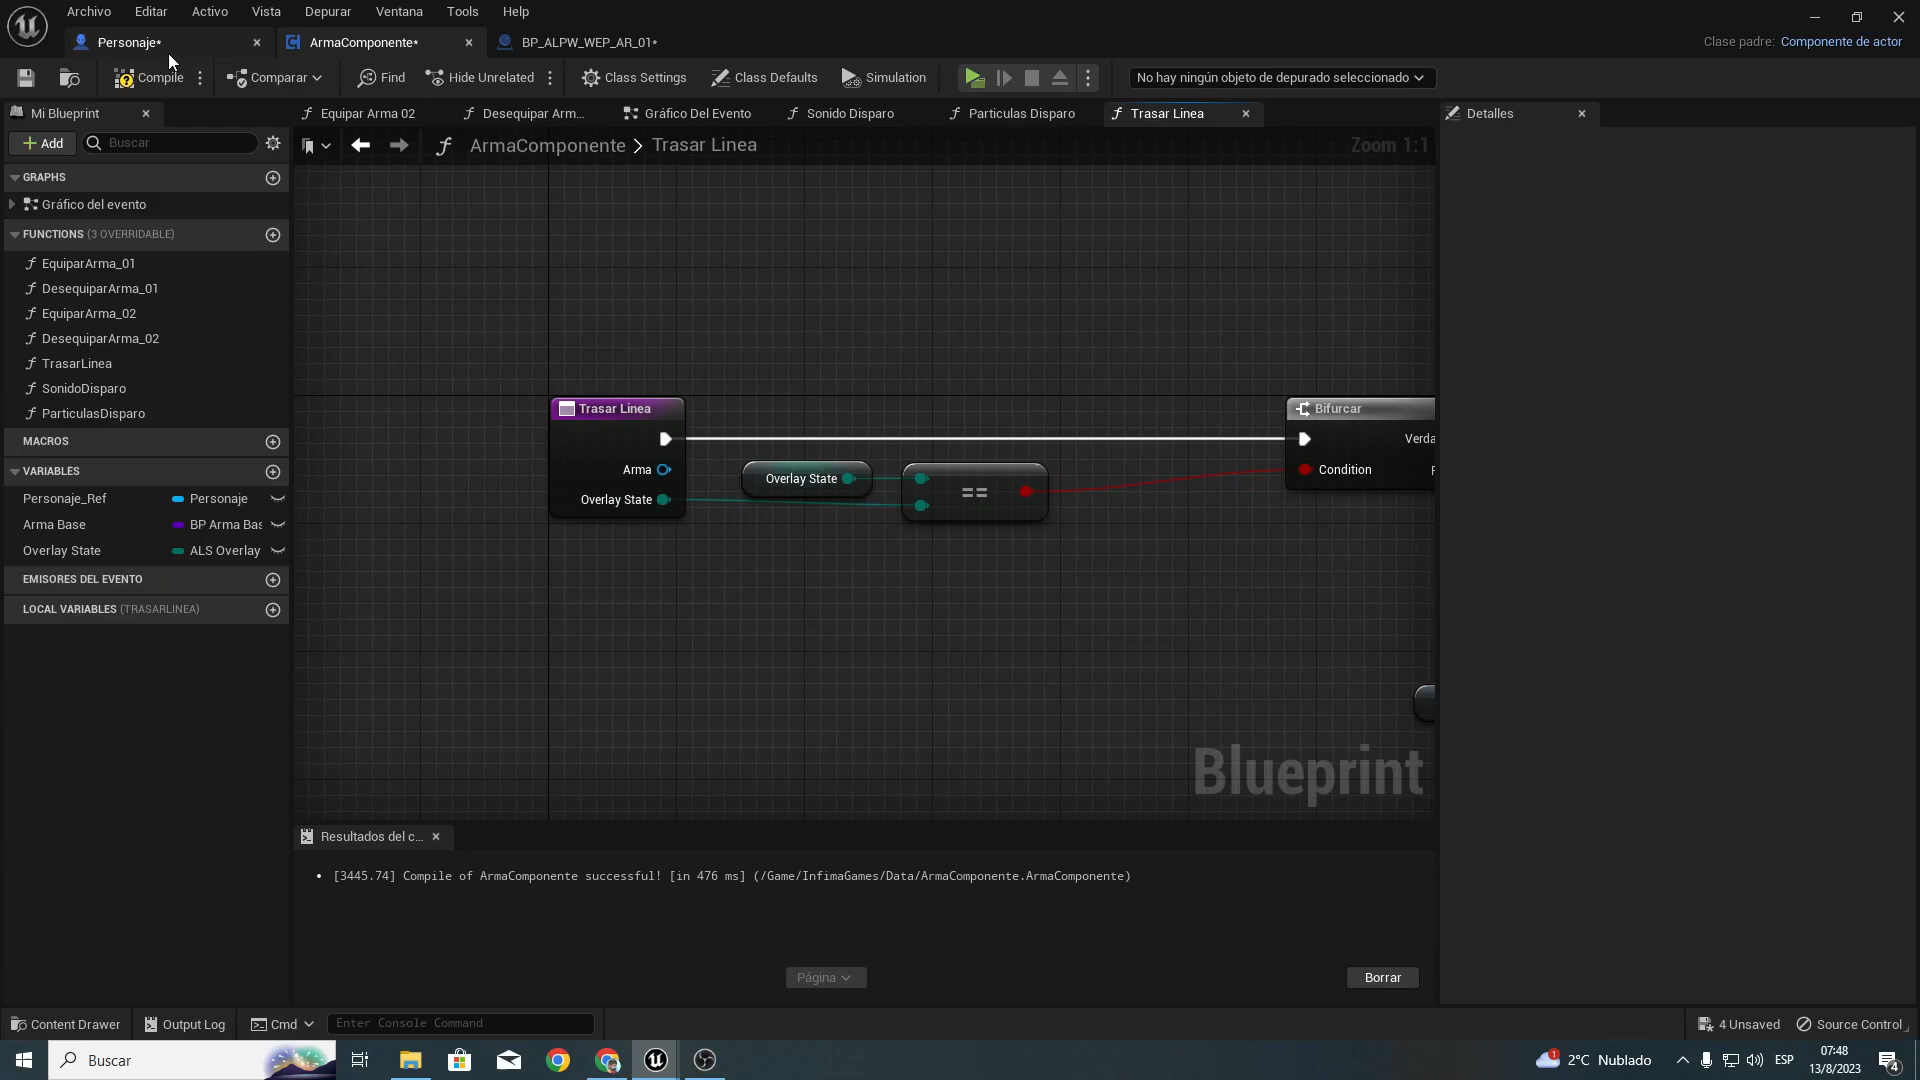 Archivo Editar Activo Vista Depurar Ventana Tools Help
Personaje* ArmaComponente* BP_ALPW_WEP_AR_01*
Clase padre: Componente de actor
Compile Comparar Find Hide Unrelated Class Settings Class Defaults Simulation No hay ningún objeto de depurado seleccionado
Mi Blueprint
Equipar Arma 02 Desequipar Arm... Gráfico Del Evento Sonido Disparo Particulas Disparo Trasar Linea
Detalles
Add Buscar
ArmaComponente > Trasar Linea Zoom 1:1
GRAPHS
Gráfico del evento
FUNCTIONS (3 OVERRIDABLE)
EquiparArma_01
DesequiparArma_01
EquiparArma_02
DesequiparArma_02
TrasarLinea
SonidoDisparo
ParticulasDisparo
MACROS
VARIABLES
Personaje_Ref Personaje
Arma Base BP Arma Bas
Overlay State ALS Overlay
EMISORES DEL EVENTO
LOCAL VARIABLES (TRASARLINEA)
Trasar Linea
Arma
Overlay State
Overlay State
==
Bifurcar
Verda
Condition
F
Blueprint
Resultados del c...
• [3445.74] Compile of ArmaComponente successful! [in 476 ms] (/Game/InfimaGames/Data/ArmaComponente.ArmaComponente)
Página
Borrar
Content Drawer Output Log Cmd Enter Console Command 4 Unsaved Source Control
Buscar
1 2°C Nublado ESP 07:48
13/8/2023 4